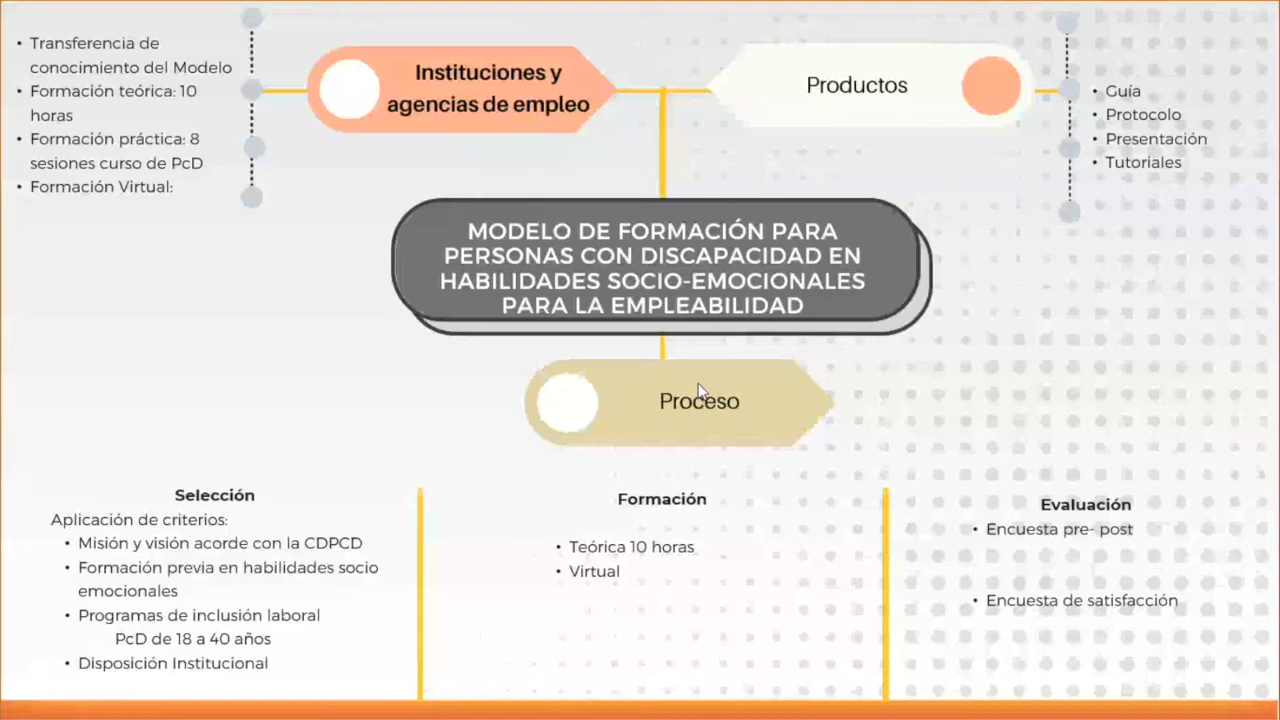 • Transferencia de
conocimiento del Modelo
• Formación teórica: 10
horas
• Formación práctica: 8
sesiones curso de PcD
• Formación Virtual:
Instituciones y
agencias de empleo
Productos
• Guía
• Protocolo
• Presentación
• Tutoriales
MODELO DE FORMACIÓN PARA
PERSONAS CON DISCAPACIDAD EN
HABILIDADES SOCIO-EMOCIONALES
PARA LA EMPLEABILIDAD
Proceso
Selección
Aplicación de criterios:
• Misión y visión acorde con la CDPCD
• Formación previa en habilidades socio
emocionales
• Programas de inclusión laboral
PcD de 18 a 40 años
• Disposición Institucional
Formación
• Teórica 10 horas
• Virtual
Evaluación
• Encuesta pre- post
• Encuesta de satisfacción